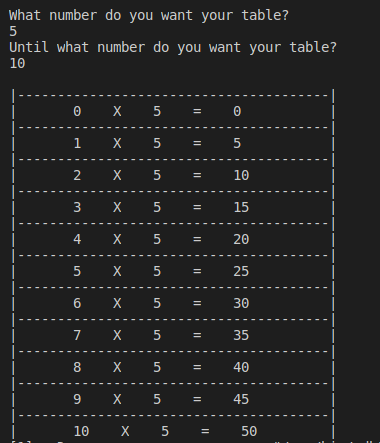 What number do you want your table?
5
Until what number do you want your table?
10
|---------------------------------------|
|       0    X    5    =    0           |
|---------------------------------------|
|       1    X    5    =    5           |
|---------------------------------------|
|       2    X    5    =    10          |
|---------------------------------------|
|       3    X    5    =    15          |
|---------------------------------------|
|       4    X    5    =    20          |
|---------------------------------------|
|       5    X    5    =    25          |
|---------------------------------------|
|       6    X    5    =    30          |
|---------------------------------------|
|       7    X    5    =    35          |
|---------------------------------------|
|       8    X    5    =    40          |
|---------------------------------------|
|       9    X    5    =    45          |
|---------------------------------------|
|       10    X    5    =    50         |